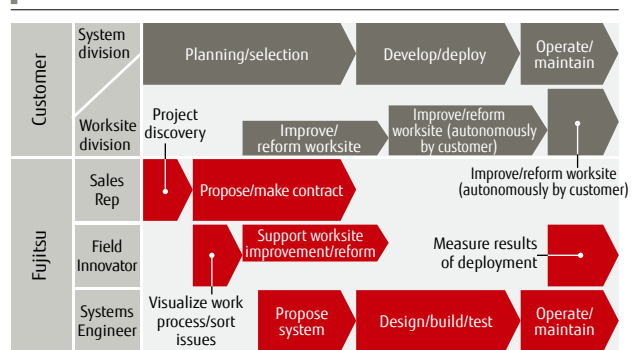 Customer
System
division
Planning/selection
Develop/deploy
Operate/
maintain
Worksite
division
Project
discovery
Improve/
reform worksite
Improve/reform
worksite (autonomously
by customer)
Improve/reform worksite
(autonomously by customer)
Fujitsu
Sales
Rep
Propose/make contract
Field
Innovator
Visualize work
process/sort
issues
Support worksite
improvement/reform
Measure results
of deployment
Systems
Engineer
Propose
system
Design/build/test
Operate/
maintain